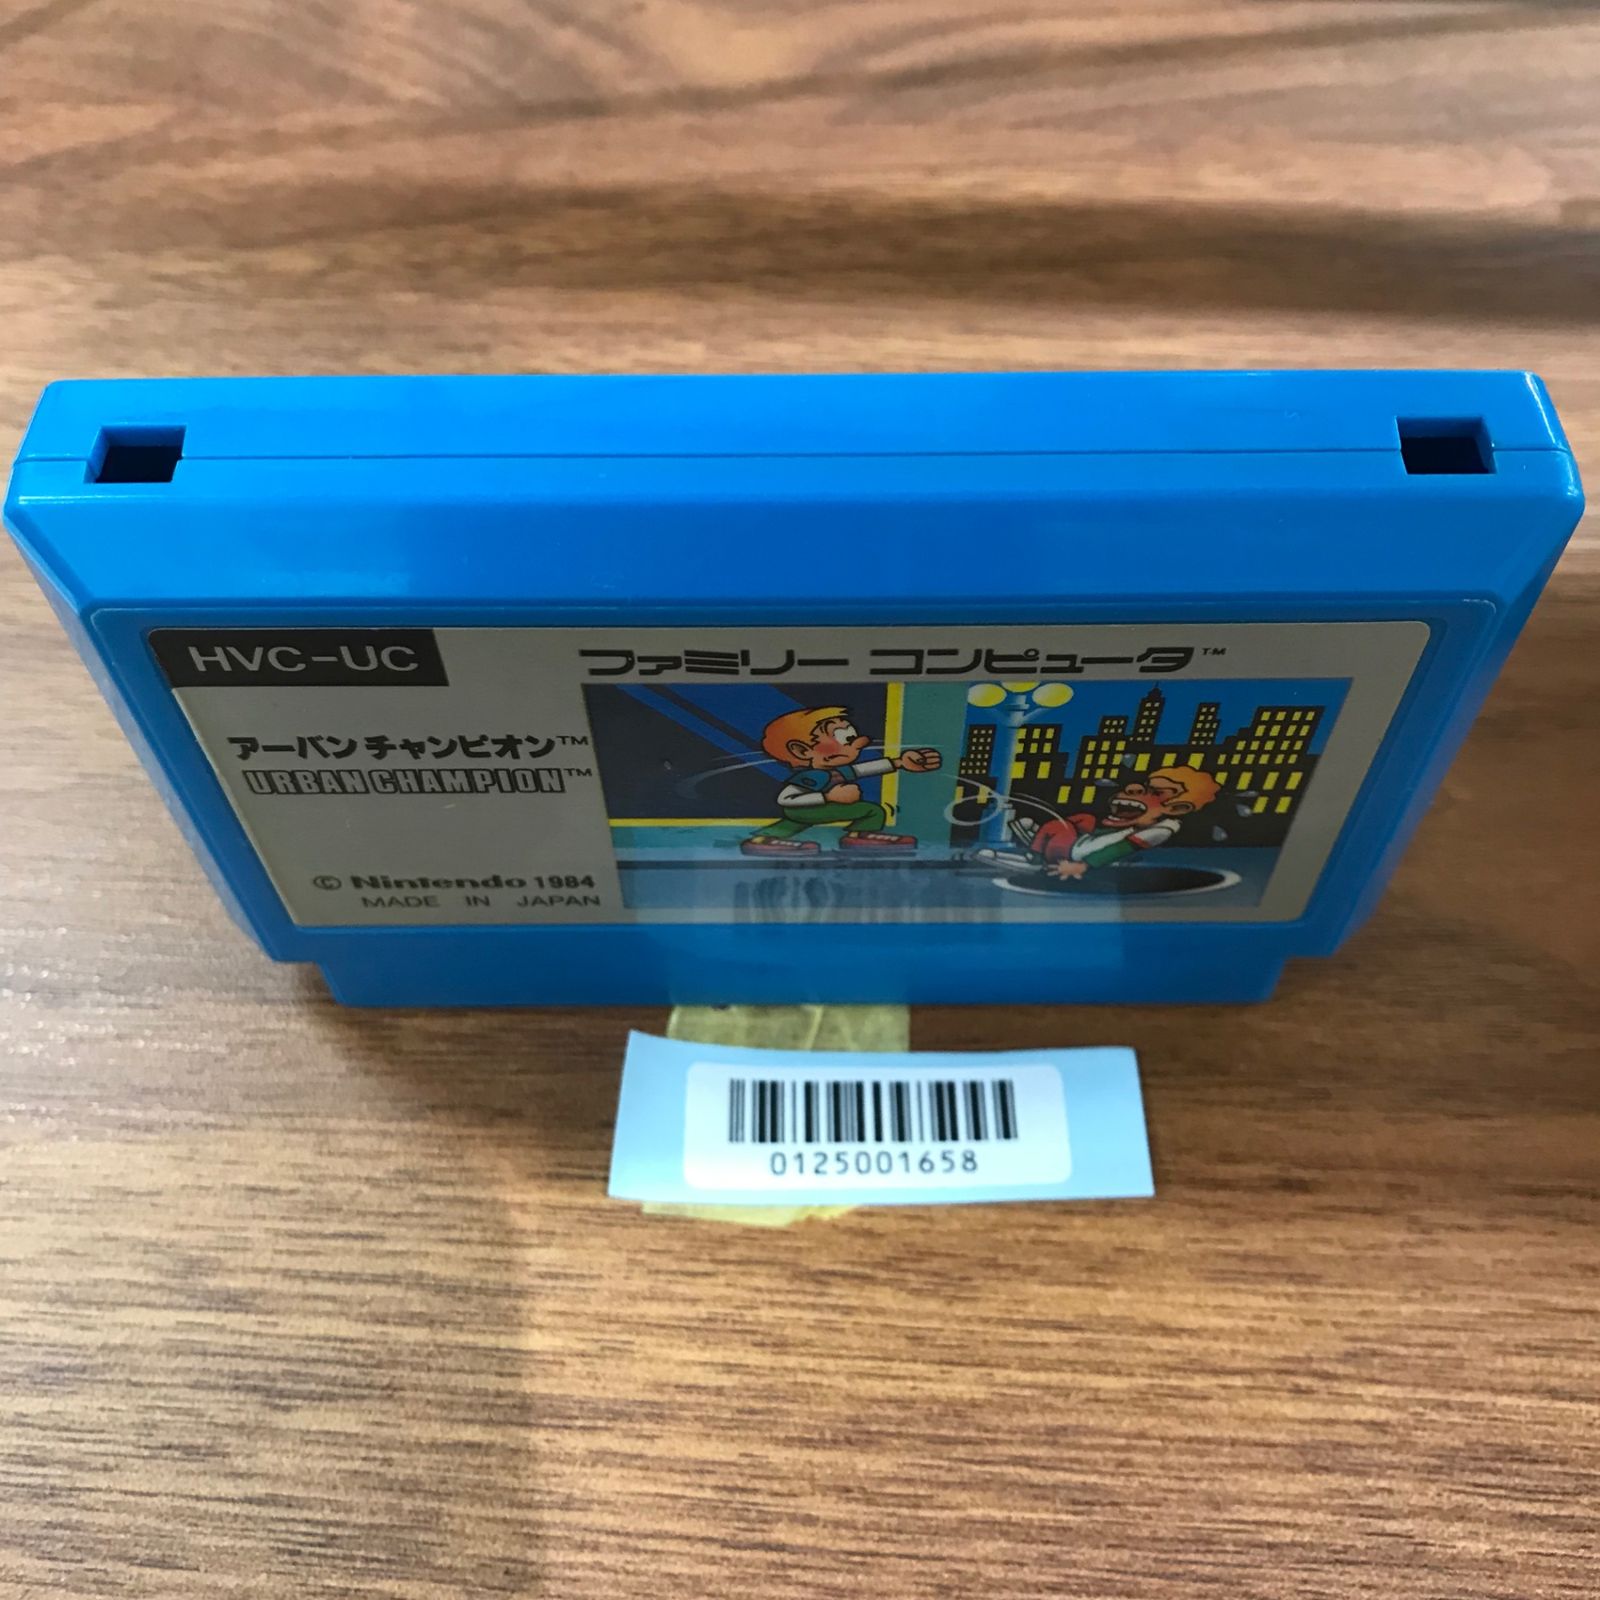 HVC-UC
ファミリー コンピュータ™
アーバンチャンピオン™
URBAN CHAMPION™
© Nintendo 1984
MADE IN JAPAN
0125001658